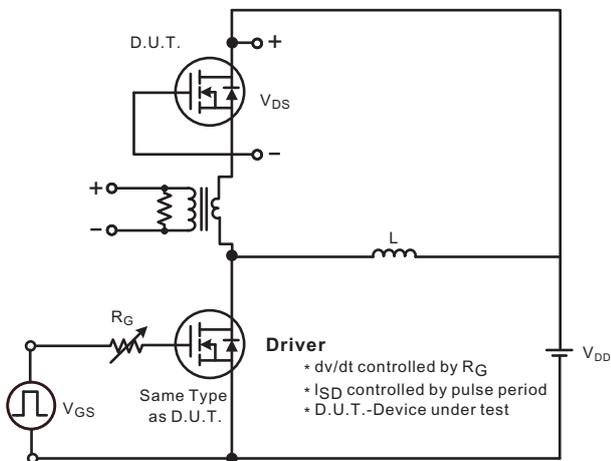 D.U.T.
+
VDS
−
+
−
L
RG
Driver
VDD
* dv/dt controlled by RG
* ISD controlled by pulse period
* D.U.T.-Device under test
Same Type
as D.U.T.
VGS